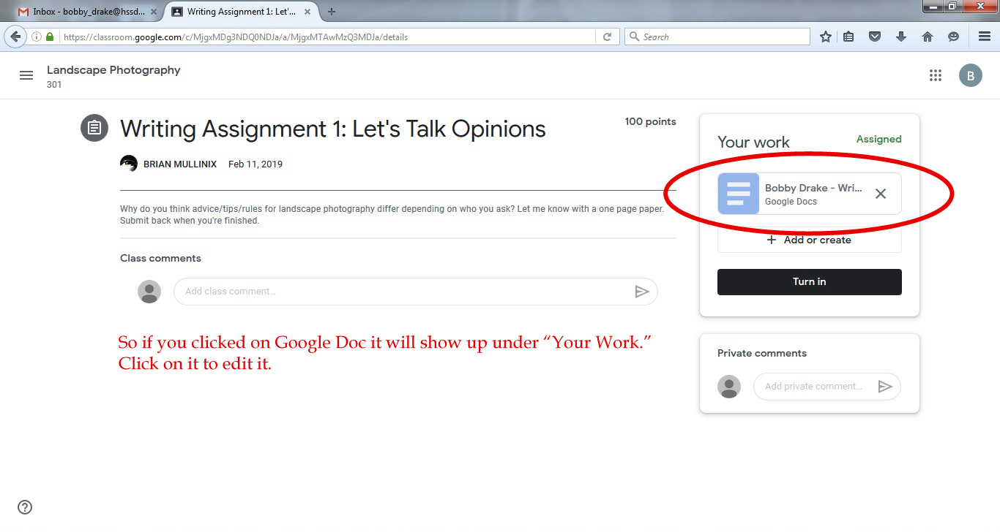 Inbox - bobby_drake@hssd...
Writing Assignment 1: Let'...
https://classroom.google.com/c/MjgxMDg3NDQ0NDJa/a/MjgxMTAwMzQ3MDJa/details
Search
Landscape Photography
301
B
Writing Assignment 1: Let's Talk Opinions
100 points
BRIAN MULLINIX Feb 11, 2019
Why do you think advice/tips/rules for landscape photography differ depending on who you ask? Let me know with a one page paper.
Submit back when you're finished.
Class comments
Add class comment...
So if you clicked on Google Doc it will show up under “Your Work.”
Click on it to edit it.
Your work
Assigned
Bobby Drake - Wri...
Google Docs
+ Add or create
Turn in
Private comments
Add private comment...